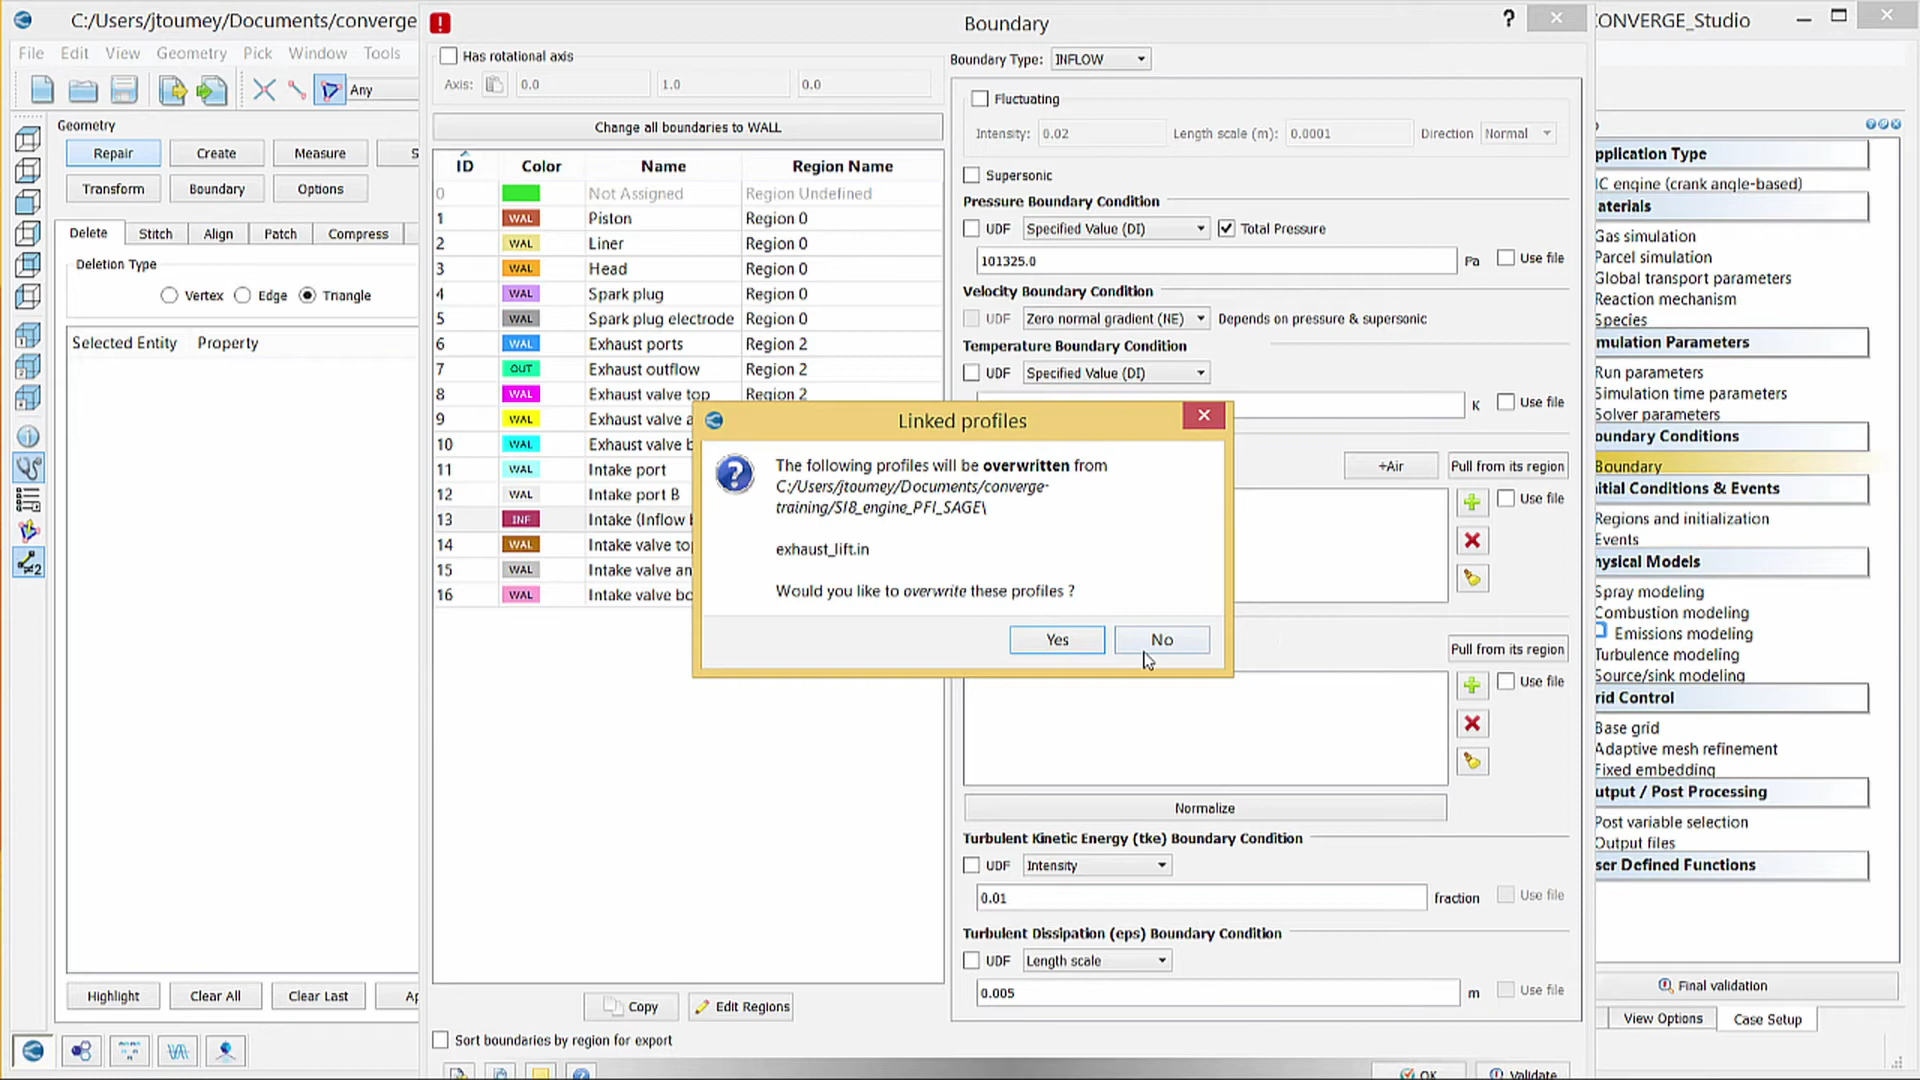 C:/Users/jtoumey/Documents/converge
Boundary
?
CONVERGE_Studio
File Edit View Geometry Pick Window Tools
Any
Geometry
Repair Create Measure
Transform Boundary Options
Delete Stitch Align Patch Compress
Deletion Type
Vertex Edge Triangle
Selected Entity Property
Highlight Clear All Clear Last
Has rotational axis
Axis: 0.0 1.0 0.0
Change all boundaries to WALL
ID Color Name Region Name
0 Not Assigned Region Undefined
1 WAL Piston Region 0
2 WAL Liner Region 0
3 WAL Head Region 0
4 WAL Spark plug Region 0
5 WAL Spark plug electrode Region 0
6 WAL Exhaust ports Region 2
7 OUT Exhaust outflow Region 2
8 WAL Exhaust valve top Region 2
9 WAL Exhaust valve a
10 WAL Exhaust valve b
11 WAL Intake port
12 WAL Intake port B
13 INF Intake (Inflow
14 WAL Intake valve to
15 WAL Intake valve an
16 WAL Intake valve bo
Copy Edit Regions
Sort boundaries by region for export
Boundary Type: INFLOW
Fluctuating
Intensity: 0.02 Length scale (m): 0.0001 Direction Normal
Supersonic
Pressure Boundary Condition
UDF Specified Value (DI) Total Pressure
101325.0 Pa Use file
Velocity Boundary Condition
UDF Zero normal gradient (NE) Depends on pressure & supersonic
Temperature Boundary Condition
UDF Specified Value (DI)
K Use file
+Air Pull from its region
Use file
Pull from its region
Use file
Normalize
Turbulent Kinetic Energy (tke) Boundary Condition
UDF Intensity
0.01 fraction Use file
Turbulent Dissipation (eps) Boundary Condition
UDF Length scale
0.005 m Use file
OK Validate
Linked profiles
The following profiles will be overwritten from
C:/Users/jtoumey/Documents/converge-
training/SI8_engine_PFI_SAGE\
exhaust_lift.in
Would you like to overwrite these profiles ?
Yes No
pplication Type
IC engine (crank angle-based)
aterials
Gas simulation
Parcel simulation
Global transport parameters
Reaction mechanism
Species
mulation Parameters
Run parameters
Simulation time parameters
Solver parameters
oundary Conditions
Boundary
nitial Conditions & Events
Regions and initialization
Events
hysical Models
Spray modeling
Combustion modeling
Emissions modeling
Turbulence modeling
Source/sink modeling
rid Control
Base grid
Adaptive mesh refinement
Fixed embedding
utput / Post Processing
Post variable selection
Output files
ser Defined Functions
Final validation
View Options Case Setup